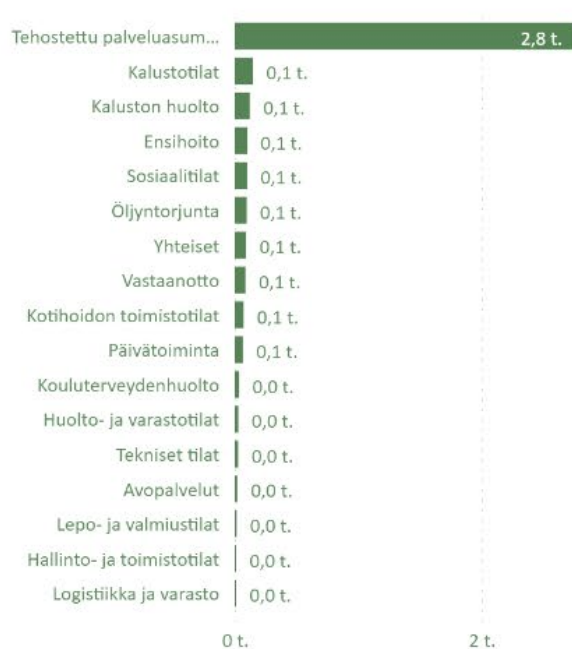 Tehostettu palveluasum... 2,8 t.
Kalustotilat 0,1 t.
Kaluston huolto 0,1 t.
Ensihoito 0,1 t.
Sosiaalitilat 0,1 t.
Öljyntorjunta 0,1 t.
Yhteiset 0,1 t.
Vastaanotto 0,1 t.
Kotihoidon toimistotilat 0,1 t.
Päivätoiminta 0,1 t.
Kouluterveydenhuolto 0,0 t.
Huolto- ja varastotilat 0,0 t.
Tekniset tilat 0,0 t.
Avopalvelut 0,0 t.
Lepo- ja valmiustilat 0,0 t.
Hallinto- ja toimistotilat 0,0 t.
Logistiikka ja varasto 0,0 t.
0 t. 2 t.